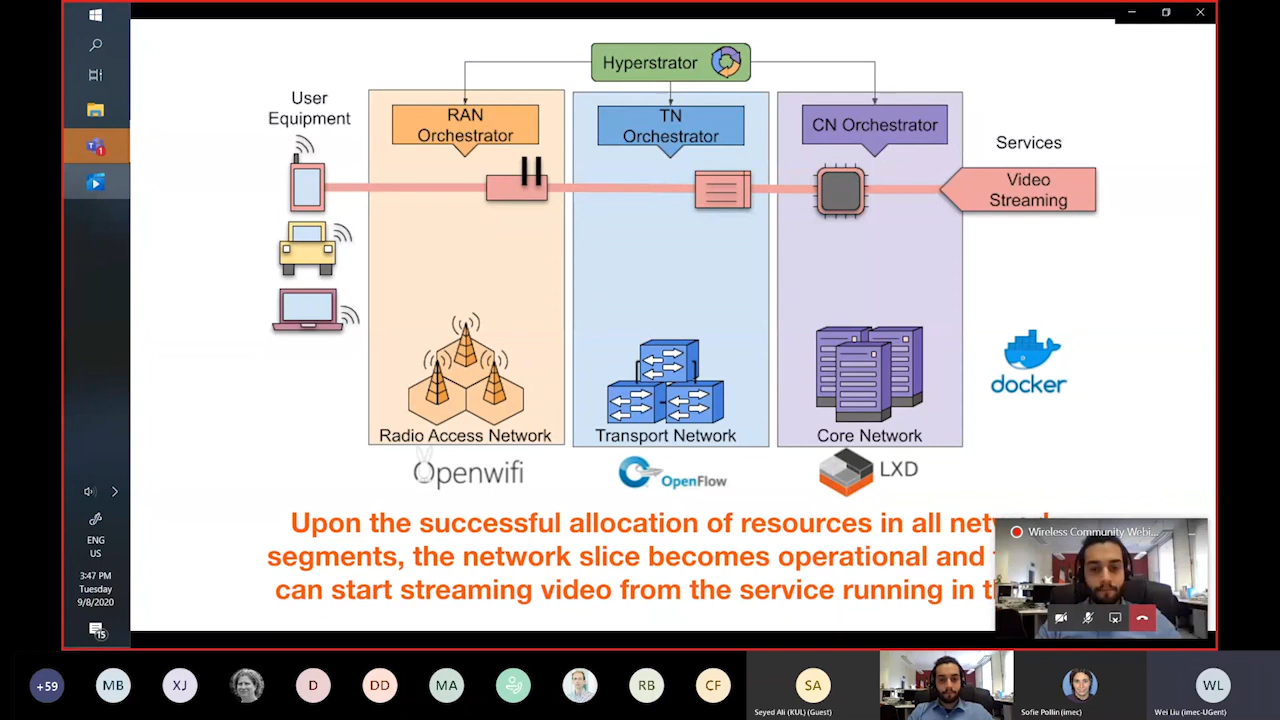 Hyperstrator
User
Equipment
RAN
Orchestrator
TN
Orchestrator
CN Orchestrator
Services
Video
Streaming
Radio Access Network
Transport Network
Core Network
docker
Openwifi
OpenFlow
LXD
Upon the successful allocation of resources in all
segments, the network slice becomes operational and
can start streaming video from the service running in
Wireless Community Webi...
ENG
US
3:47 PM
Tuesday
9/8/2020
15
T
1
+59
MB
XJ
D
DD
MA
RB
CF
SA
WL
Seyed Ali (KUL) (Guest)
Sofie Pollin (imec)
Wei Liu (imec-UGent)